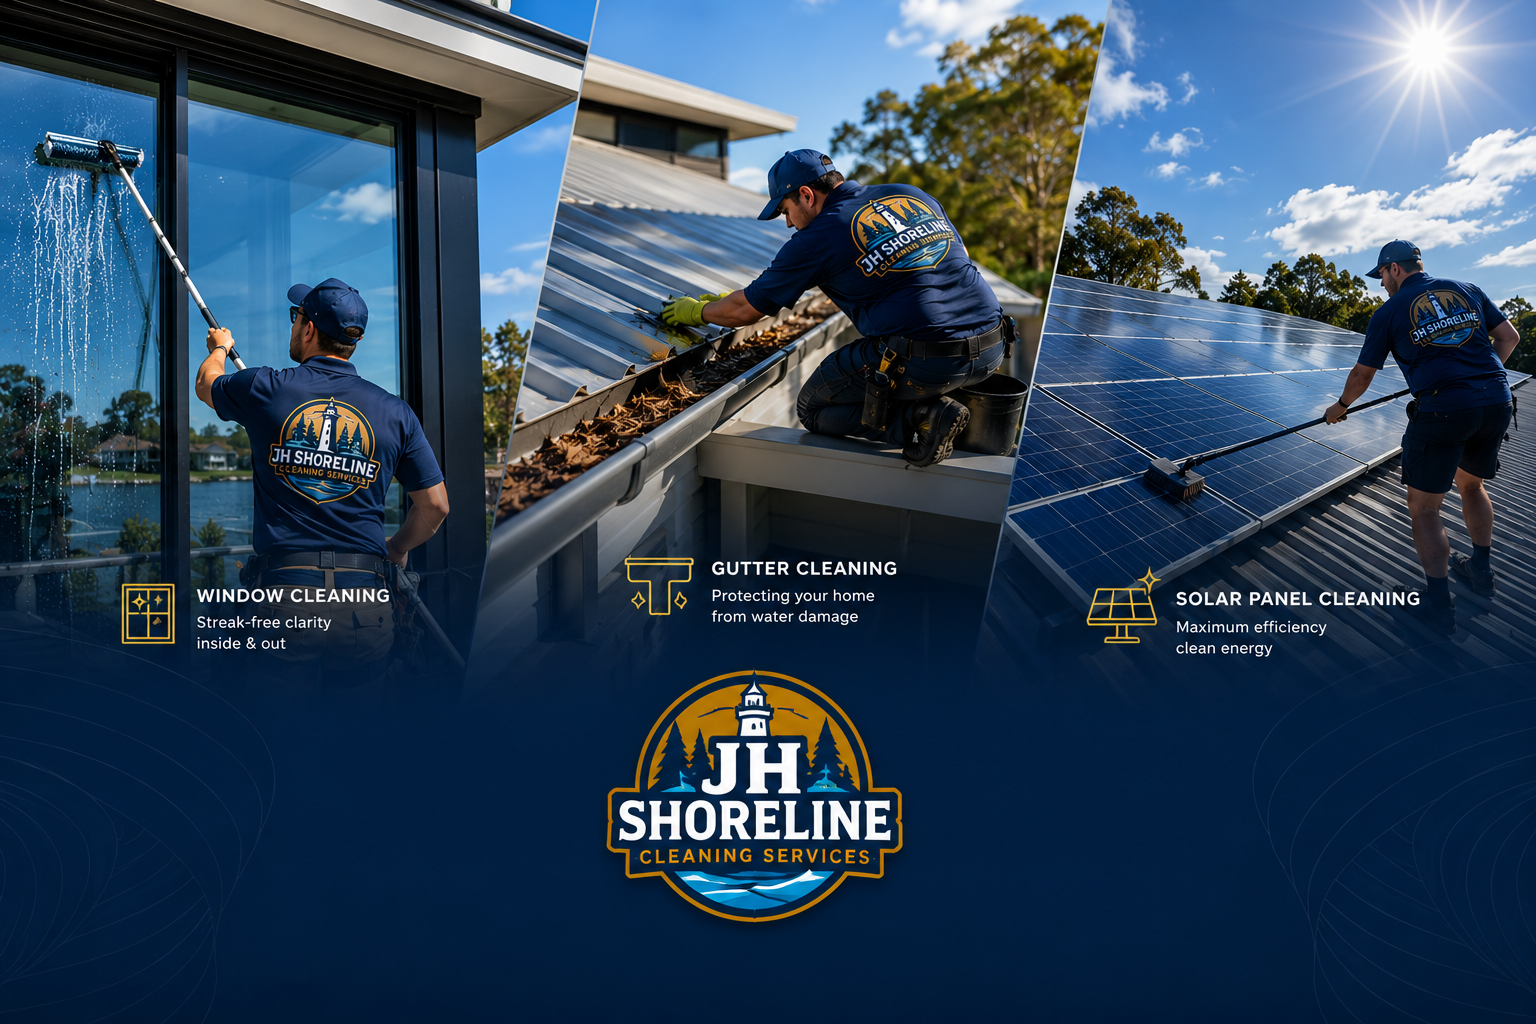 JH SHORELINE
CLEANING SERVICES
JH SHORELINE
CLEANING
JH SHORELINE
WINDOW CLEANING
Streak-free clarity
inside & out
GUTTER CLEANING
Protecting your home
from water damage
SOLAR PANEL CLEANING
Maximum efficiency
clean energy
JH
SHORELINE
CLEANING SERVICES